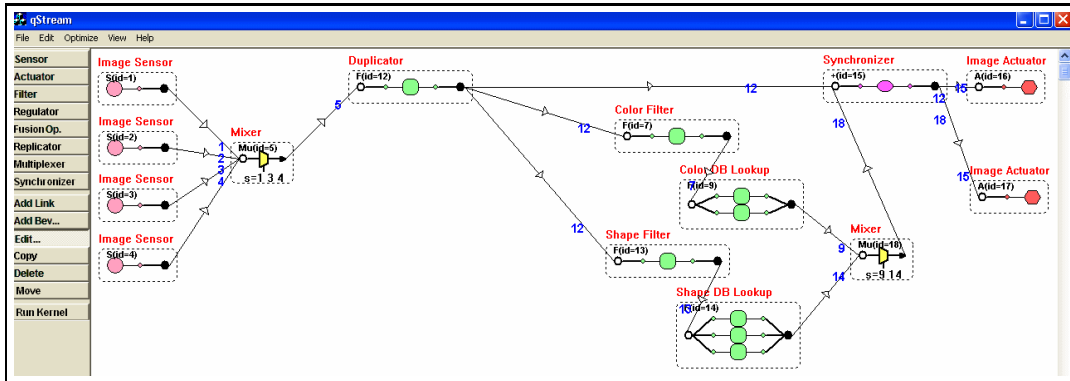 qStream
File Edit Optimize View Help
Sensor
Actuator
Filter
Regulator
Fusion Op.
Replicator
Multiplexer
Synchronizer
Add Link
Add Bev...
Edit...
Copy
Delete
Move
Run Kernel
Image Sensor
S(id=1)
Image Sensor
S(id=2)
Image Sensor
S(id=3)
Image Sensor
S(id=4)
1
2
3
4
Mixer
Mu(id=5)
s=1 3 4
5
Duplicator
F(id=12)
12
12
12
Color Filter
F(id=7)
7
Color DB Lookup
F(id=9)
9
Shape Filter
F(id=13)
13
Shape DB Lookup
F(id=14)
14
Mixer
Mu(id=18)
s=9 14
18
Synchronizer
+(id=15)
12
18
15
Image Actuator
A(id=16)
15
Image Actuator
A(id=17)